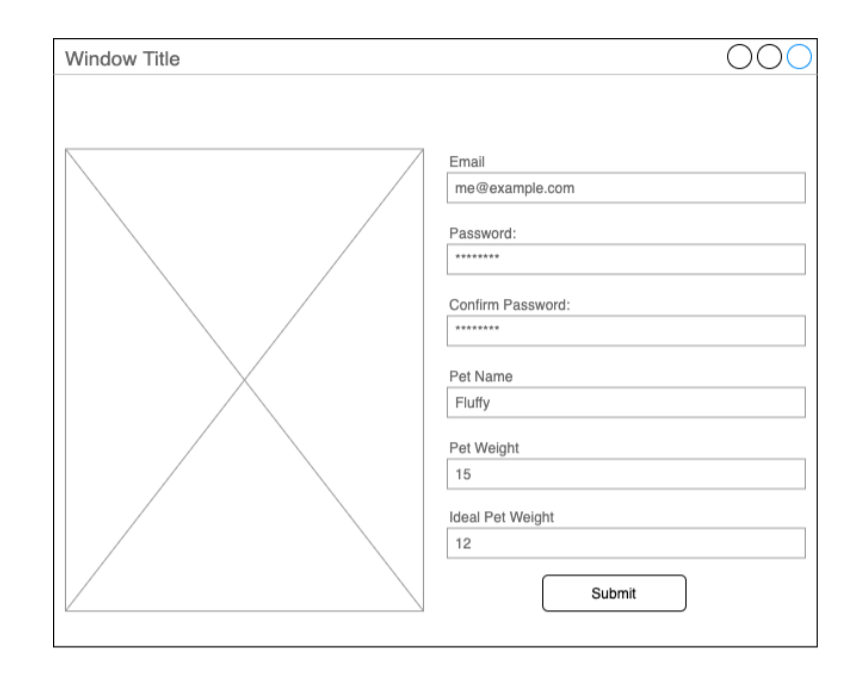 Window Title
Email
me@example.com
Password:
********
Confirm Password:
********
Pet Name
Fluffy
Pet Weight
15
Ideal Pet Weight
12
Submit